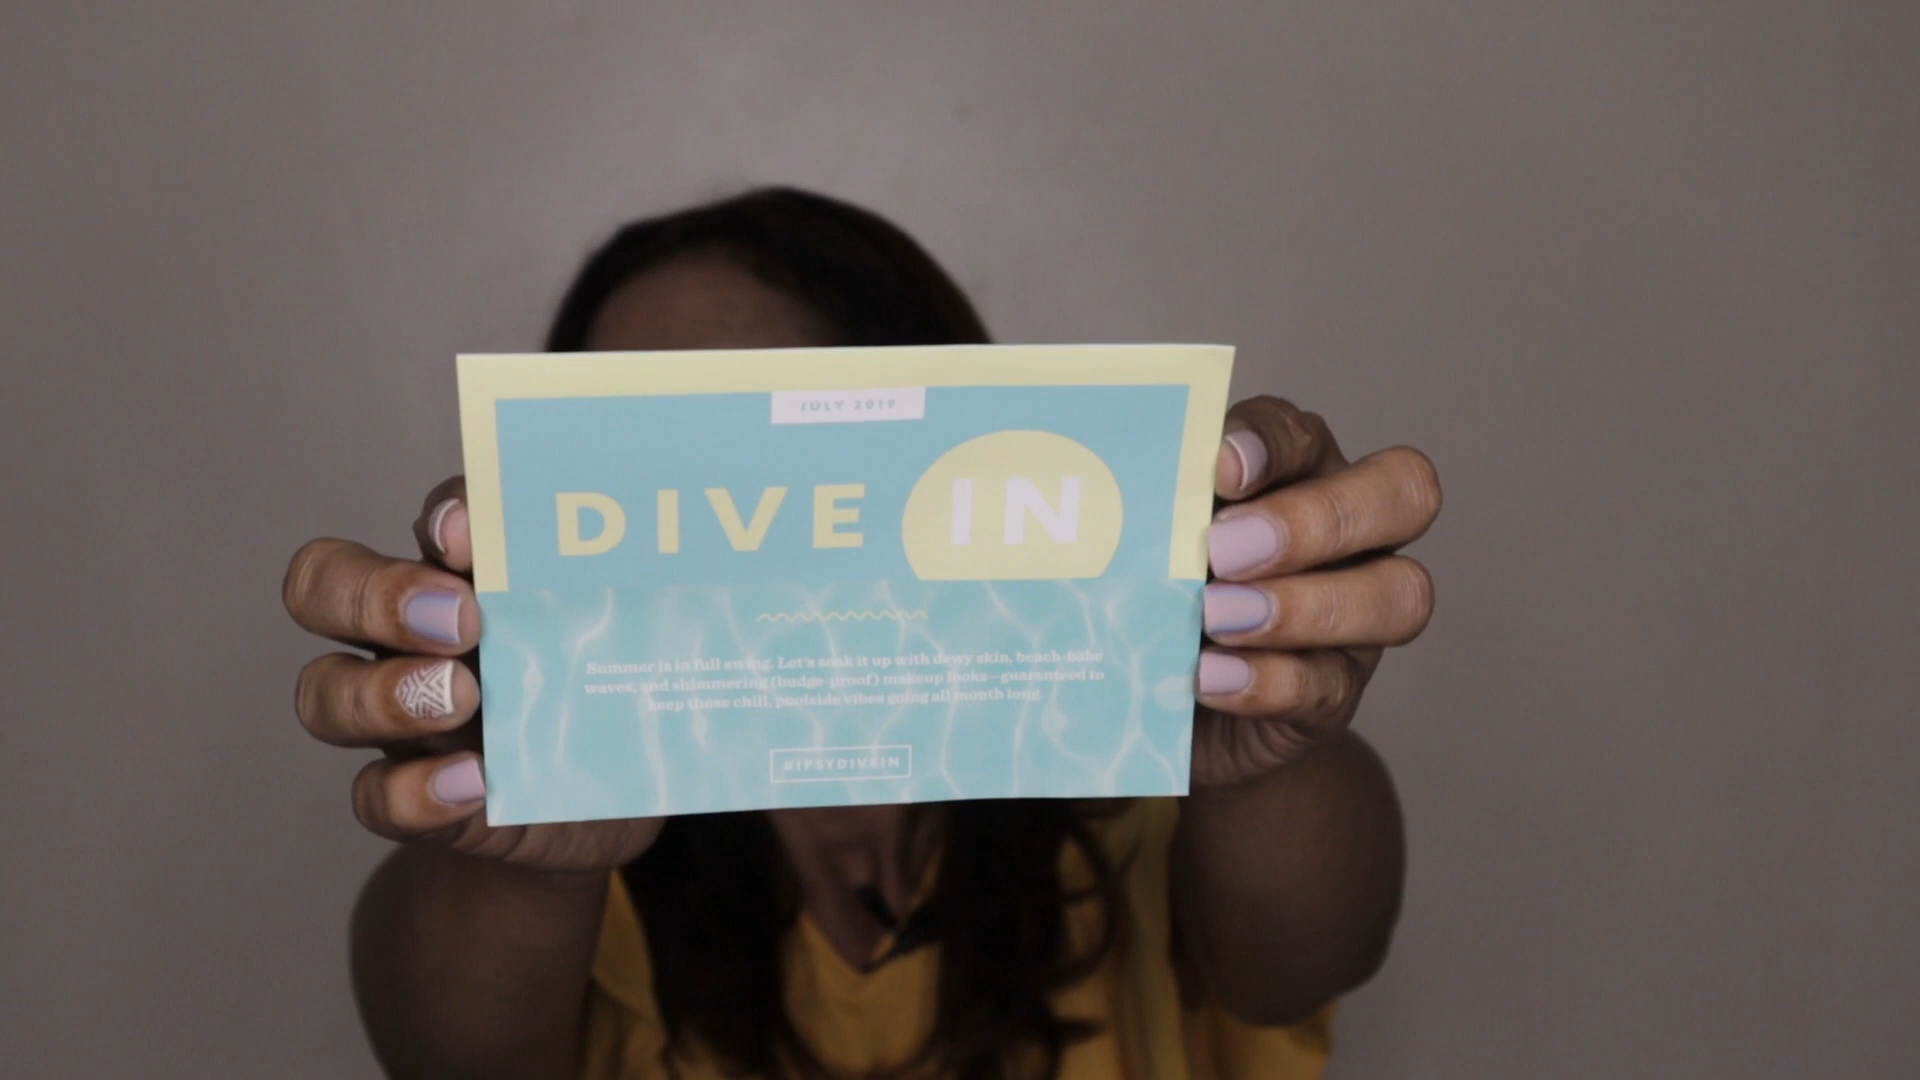 JULY 2019
DIVE IN
Summer is in full swing. Let's soak it up with dewy skin, beach-babe
waves, and shimmering (budge-proof) makeup looks—guaranteed to
keep those chill, poolside vibes going all month long.
#IPSYDIVEIN